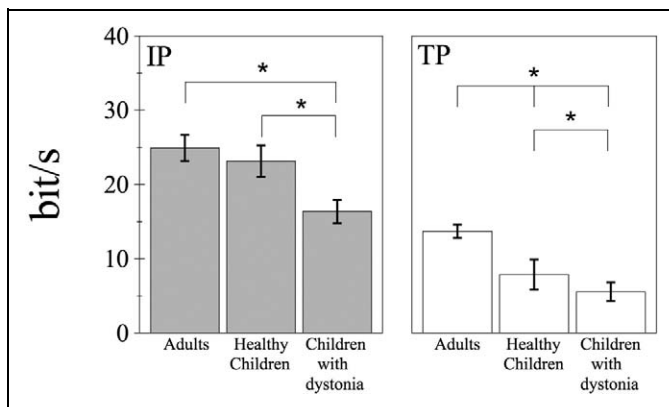 40
30
20
10
0
bit/s
IP
*
*
Adults
Healthy
Children
Children
with
dystonia
TP
*
*
Adults
Healthy
Children
Children
with
dystonia